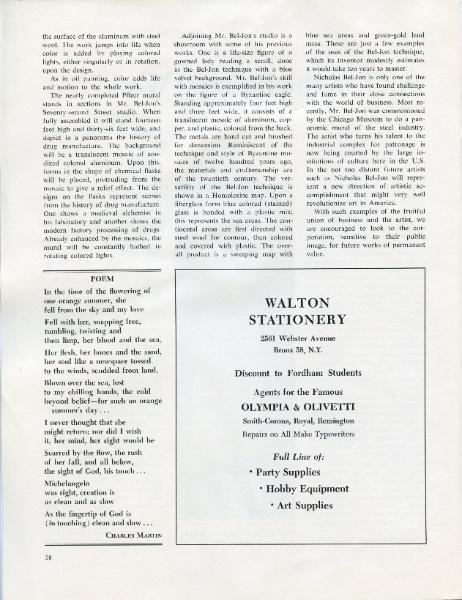 the surface of the aluminum with steel
wool. The work jumps into life when
color is added by playing colored
lights, either singularly or in rotation,
upon the design.
As in oil painting, color adds life
and motion to the whole work.
The nearly completed Pfizer mural
stands in sections in Mr. Bel-Jon's
Seventy-second Street studio. When
fully assembled it will stand fourteen
feet high and thirty-six feet wide, and
depict in a panorama the history of
drug manufacture. The background
will be a translucent mosaic of ano-
dized colored aluminum. Upon this,
forms in the shape of chemical flasks
will be placed, protruding from the
mosaic to give a relief effect. The de-
signs on the flasks represent scenes
from the history of drug manufacture.
One shows a medieval alchemist in
his laboratory and another shows the
modern factory processing of drugs.
Already enhanced by the mosaics, the
mural will be constantly bathed in
rotating colored lights.
Adjoining Mr. Bel-Jon's studio is a
showroom with some of his previous
works. One is a life-size figure of a
gowned lady reading a scroll, done
in the Bel-Jon technique with a blue
velvet background. Mr. Bel-Jon's skill
with mosaics is exemplified in his work
on the figure of a Byzantine eagle.
Standing approximately four feet high
and three feet wide, it consists of a
translucent mosaic of aluminum, cop-
per, and plastic, colored from the back.
The metals are hand cut and brushed
for dimension. Reminiscent of the
technique and style of Byzantine mo-
saics of twelve hundred years ago,
the materials and craftsmanship are
of the twentieth century. The ver-
satility of the Bel-Jon technique is
shown in a Homolosine map. Upon a
fiberglass form blue colored (stained)
glass is bonded with a plastic mix;
this represents the sea areas. The con-
tinental areas are first directed with
steel wool for contour, then colored
and covered with plastic. The over-
all product is a sweeping map with
blue sea areas and green-gold land
mass. These are just a few examples
of the uses of the Bel-Jon technique,
which its inventor modestly estimates
it would take ten years to master.
Nicholas Bel-Jon is only one of the
many artists who have found challenge
and fame in their close connections
with the world of business. Most re-
cently, Mr. Bel-Jon was commissioned
by the Chicago Museum to do a pan-
oramic mural of the steel industry.
The artist who turns his talent to the
industrial complex for patronage is
now being courted by the large in-
stitutions of culture here in the U.S.
In the not too distant future artists
such as Nicholas Bel-Jon will repre-
sent a new direction of artistic ac-
complishment that might very well
revolutionize art in America.
With such examples of the fruitful
union of business and the artist, we
are encouraged to look to the cor-
poration, sensitive to their public
image, for future works of permanent
value.
POEM
In the time of the flowering of
one orange summer, she
fell from the sky and my love
Fell with her, snapping free,
tumbling, twisting and
then limp, her blood and the sea.
Her flesh, her bones and the sand,
her soul like a newspaer tossed
to the winds, scudded from land.
Blown over the sea, lost
to my chilling hands, the cold
beyond belief—for such an orange
summer's day . . .
I never thought that she
might return; nor did I wish
it, her mind, her sight would be
Scarred by the flow, the rush
of her fall, and all below,
the sight of God, his touch . . .
Michelangelo
was right, creation is
as clean and as slow
As the fingertip of God is
(in touching) clean and slow . . .
CHARLES MARTIN
WALTON
STATIONERY
2561 Webster Avenue
Bronx 58, N.Y.
Discount to Fordham Students
Agents for the Famous
OLYMPIA & OLIVETTI
Smith-Corona, Royal, Remington
Repairs on All Make Typewriters
Full Line of:
• Party Supplies
• Hobby Equipment
• Art Supplies
28